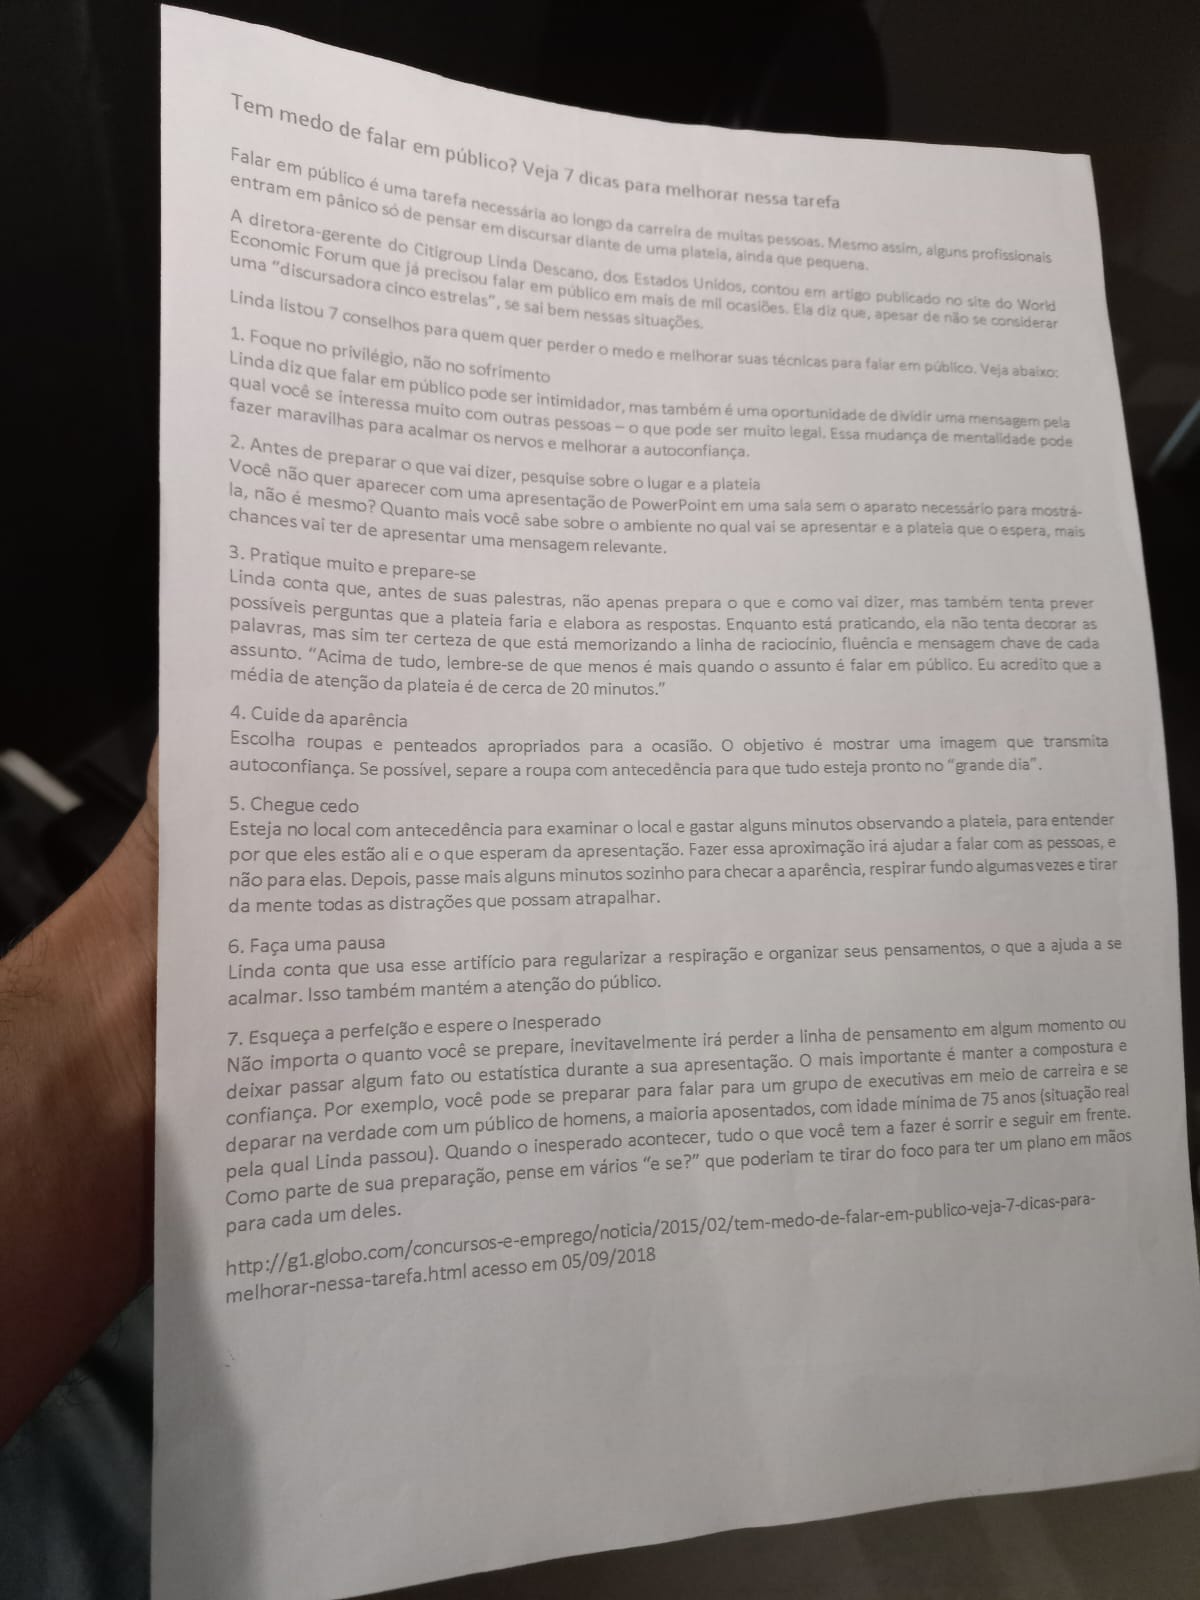 Tem medo de falar em público? Veja 7 dicas para melhorar nessa tarefa
Falar em público é uma tarefa necessária ao longo da carreira de muitas pessoas. Mesmo assim, alguns profissionais
entram em pânico só de pensar em discursar diante de uma plateia, ainda que pequena.
A diretora-gerente do Citigroup Linda Descano, dos Estados Unidos, contou em artigo publicado no site do World
Economic Forum que já precisou falar em público em mais de mil ocasiões. Ela diz que, apesar de não se considerar
uma "discursadora cinco estrelas", se sai bem nessas situações.
Linda listou 7 conselhos para quem quer perder o medo e melhorar suas técnicas para falar em público. Veja abaixo:
1. Foque no privilégio, não no sofrimento
Linda diz que falar em público pode ser intimidador, mas também é uma oportunidade de dividir uma mensagem pela
qual você se interessa muito com outras pessoas – o que pode ser muito legal. Essa mudança de mentalidade pode
fazer maravilhas para acalmar os nervos e melhorar a autoconfiança.
2. Antes de preparar o que vai dizer, pesquise sobre o lugar e a plateia
Você não quer aparecer com uma apresentação de PowerPoint em uma sala sem o aparato necessário para mostrá-
la, não é mesmo? Quanto mais você sabe sobre o ambiente no qual vai se apresentar e a plateia que o espera, mais
chances vai ter de apresentar uma mensagem relevante.
3. Pratique muito e prepare-se
Linda conta que, antes de suas palestras, não apenas prepara o que e como vai dizer, mas também tenta prever
possíveis perguntas que a plateia faria e elabora as respostas. Enquanto está praticando, ela não tenta decorar as
palavras, mas sim ter certeza de que está memorizando a linha de raciocínio, fluência e mensagem chave de cada
assunto. "Acima de tudo, lembre-se de que menos é mais quando o assunto é falar em público. Eu acredito que a
média de atenção da plateia é de cerca de 20 minutos."
4. Cuide da aparência
Escolha roupas e penteados apropriados para a ocasião. O objetivo é mostrar uma imagem que transmita
autoconfiança. Se possível, separe a roupa com antecedência para que tudo esteja pronto no "grande dia".
5. Chegue cedo
Esteja no local com antecedência para examinar o local e gastar alguns minutos observando a plateia, para entender
por que eles estão ali e o que esperam da apresentação. Fazer essa aproximação irá ajudar a falar com as pessoas, e
não para elas. Depois, passe mais alguns minutos sozinho para checar a aparência, respirar fundo algumas vezes e tirar
da mente todas as distrações que possam atrapalhar.
6. Faça uma pausa
Linda conta que usa esse artifício para regularizar a respiração e organizar seus pensamentos, o que a ajuda a se
acalmar. Isso também mantém a atenção do público.
7. Esqueça a perfeição e espere o inesperado
Não importa o quanto você se prepare, inevitavelmente irá perder a linha de pensamento em algum momento ou
deixar passar algum fato ou estatística durante a sua apresentação. O mais importante é manter a compostura e
confiança. Por exemplo, você pode se preparar para falar para um grupo de executivas em meio de carreira e se
deparar na verdade com um público de homens, a maioria aposentados, com idade mínima de 75 anos (situação real
pela qual Linda passou). Quando o inesperado acontecer, tudo o que você tem a fazer é sorrir e seguir em frente.
Como parte de sua preparação, pense em vários "e se?" que poderiam te tirar do foco para ter um plano em mãos
para cada um deles.
http://g1.globo.com/concursos-e-emprego/noticia/2015/02/tem-medo-de-falar-em-publico-veja-7-dicas-para-
melhorar-nessa-tarefa.html acesso em 05/09/2018